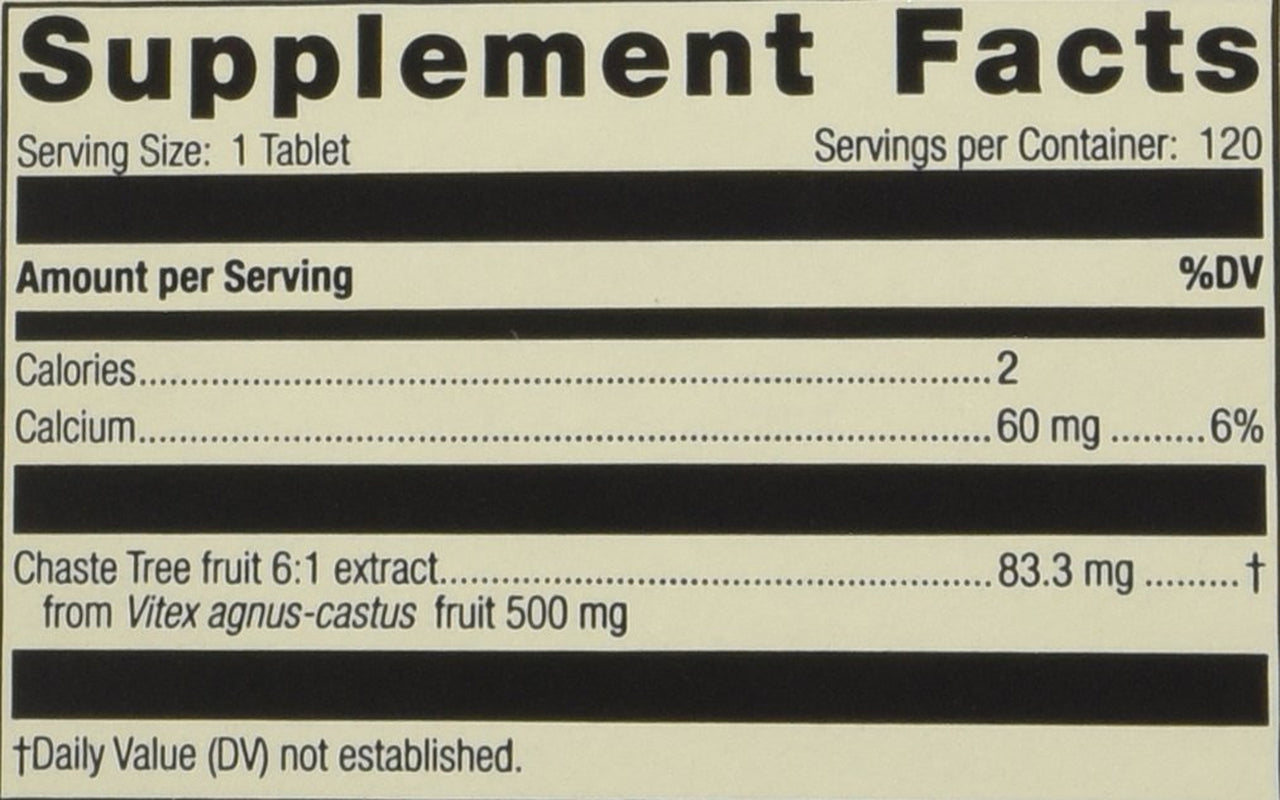 Supplement Facts
Serving Size: 1 Tablet Servings per Container: 120
Amount per Serving %DV
Calories.......................................................................................2
Calcium.......................................................................................60 mg .........6%
Chaste Tree fruit 6:1 extract........................................................83.3 mg .........†
from Vitex agnus-castus fruit 500 mg
†Daily Value (DV) not established.